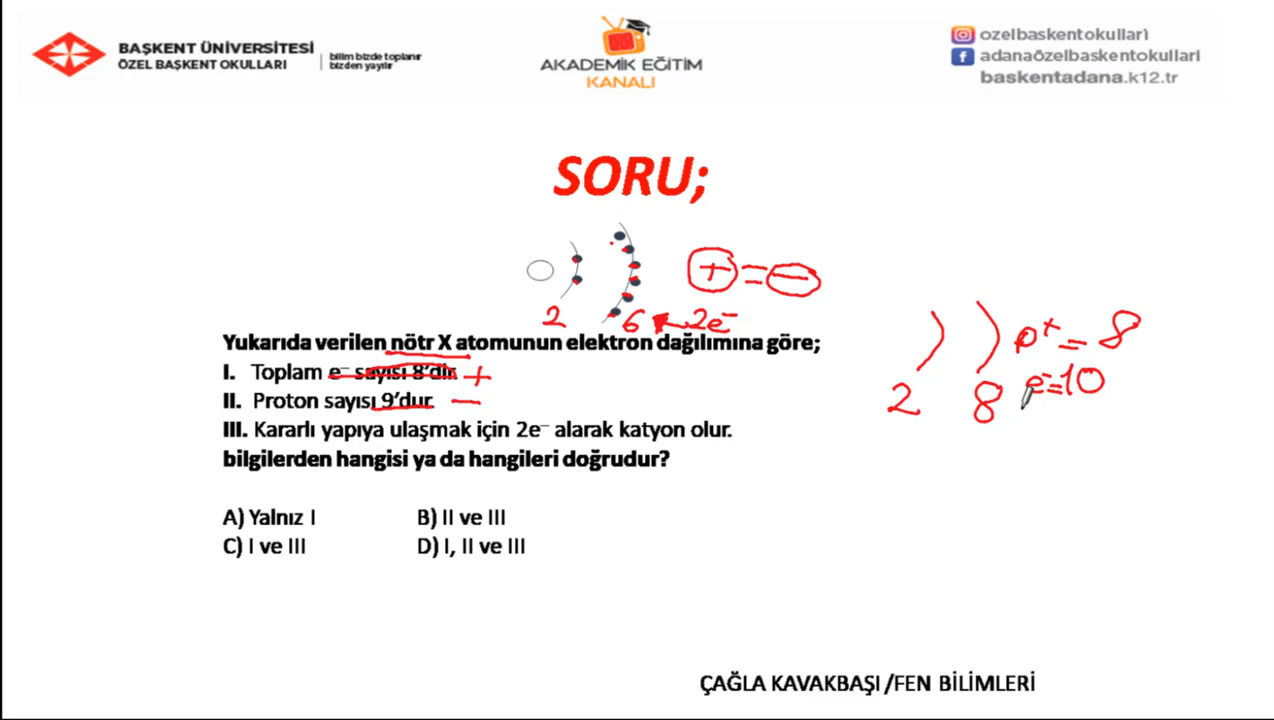 BAŞKENT ÜNİVERSİTESİ
ÖZEL BAŞKENT OKULLARI
bilim bizde toplanır
bizden yayılır
AKADEMİK EĞİTİM
KANALI
ozelbaskentokullari
adanaözelbaskentokullari
baskentadana.k12.tr
SORU;
+ = −
2 6 2e⁻
Yukarıda verilen nötr X atomunun elektron dağılımına göre;
I. Toplam e⁻ sayısı 8'dir. +
II. Proton sayısı 9'dur. −
III. Kararlı yapıya ulaşmak için 2e⁻ alarak katyon olur.
bilgilerden hangisi ya da hangileri doğrudur?
p⁺ = 8
e⁻=10
2 8
A) Yalnız I B) II ve III
C) I ve III D) I, II ve III
ÇAĞLA KAVAKBAŞI /FEN BİLİMLERİ